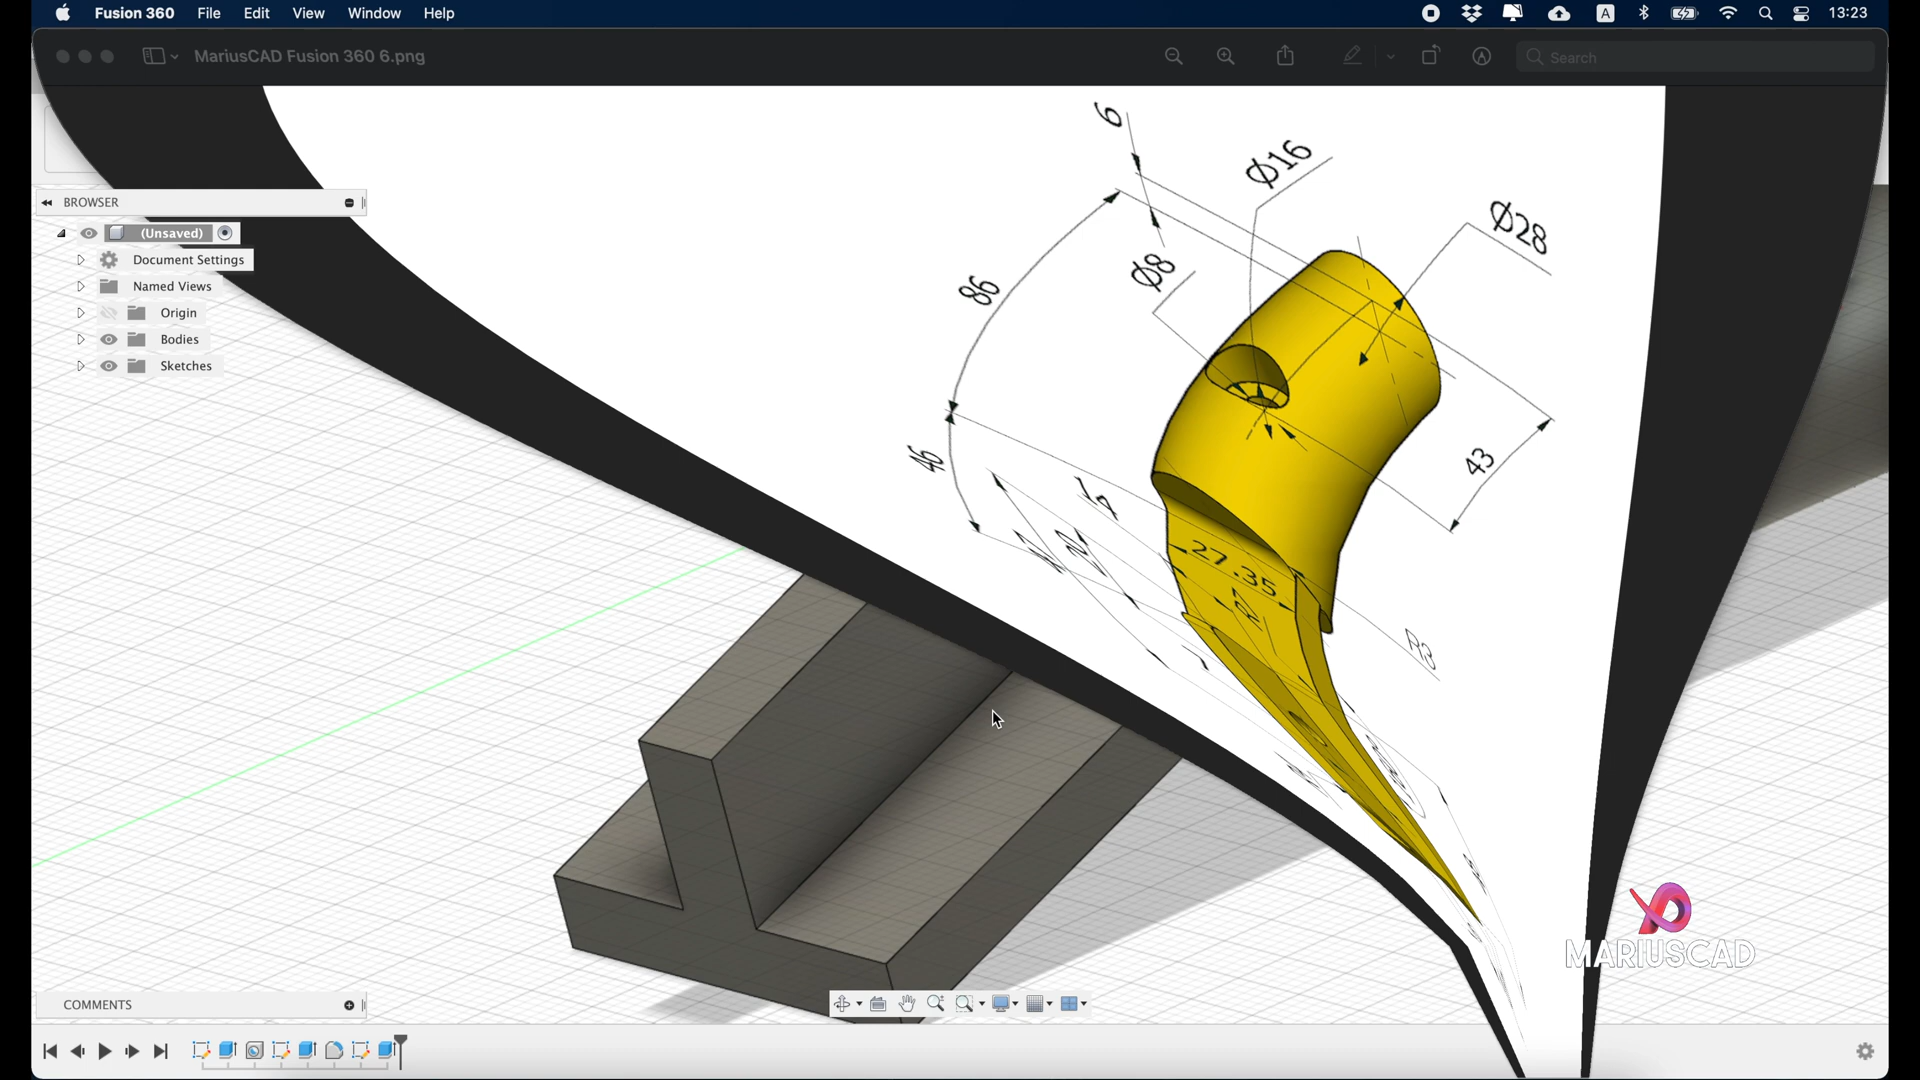 Fusion 360 File Edit View Window Help
A
13:23
MariusCAD Fusion 360 6.png
Search
BROWSER
(Unsaved)
Document Settings
Named Views
Origin
Bodies
Sketches
6
Ø16
Ø28
Ø8
86
43
46
27.35
R3
MARIUSCAD
COMMENTS